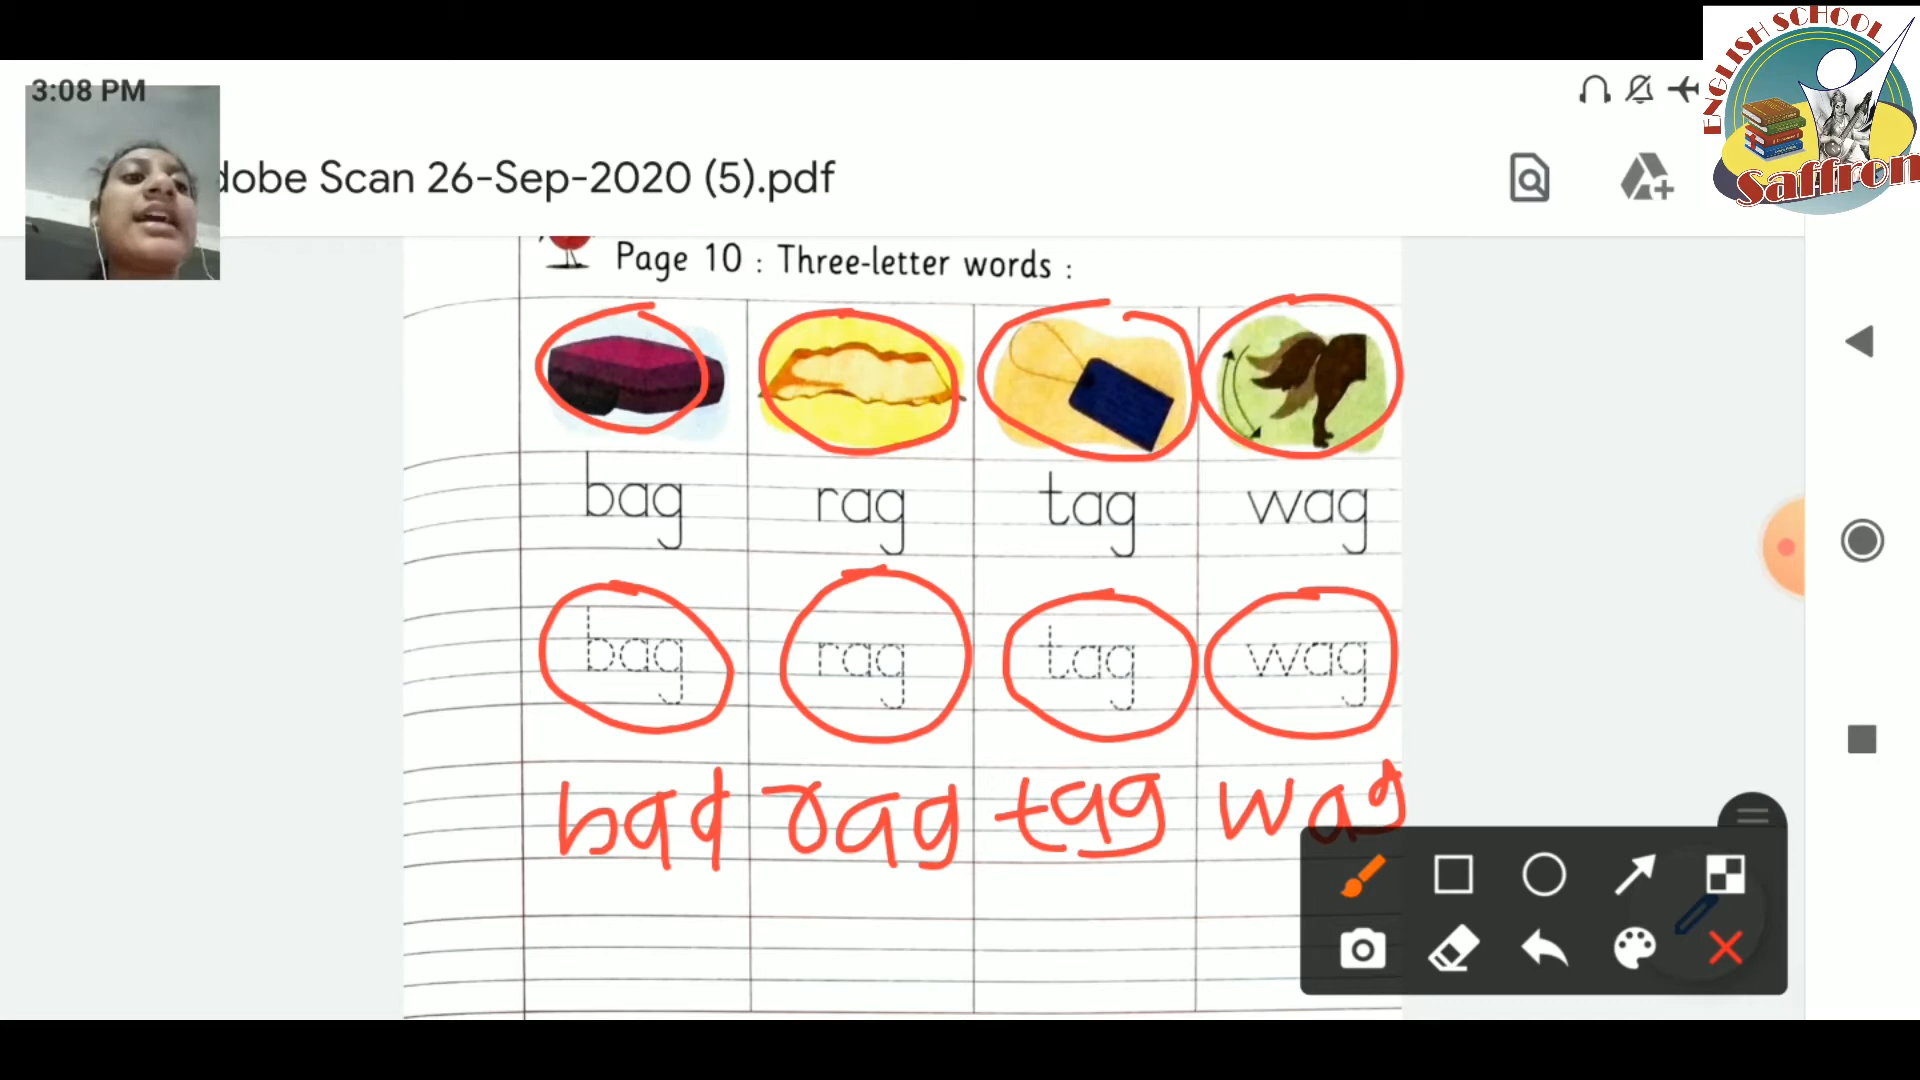 ENGLISH SCHOOL
Saffron
3:08 PM
dobe Scan 26-Sep-2020 (5).pdf
Page 10 : Three-letter words :
bag rag tag wag
bag rag tag wag
bag rag tag wag